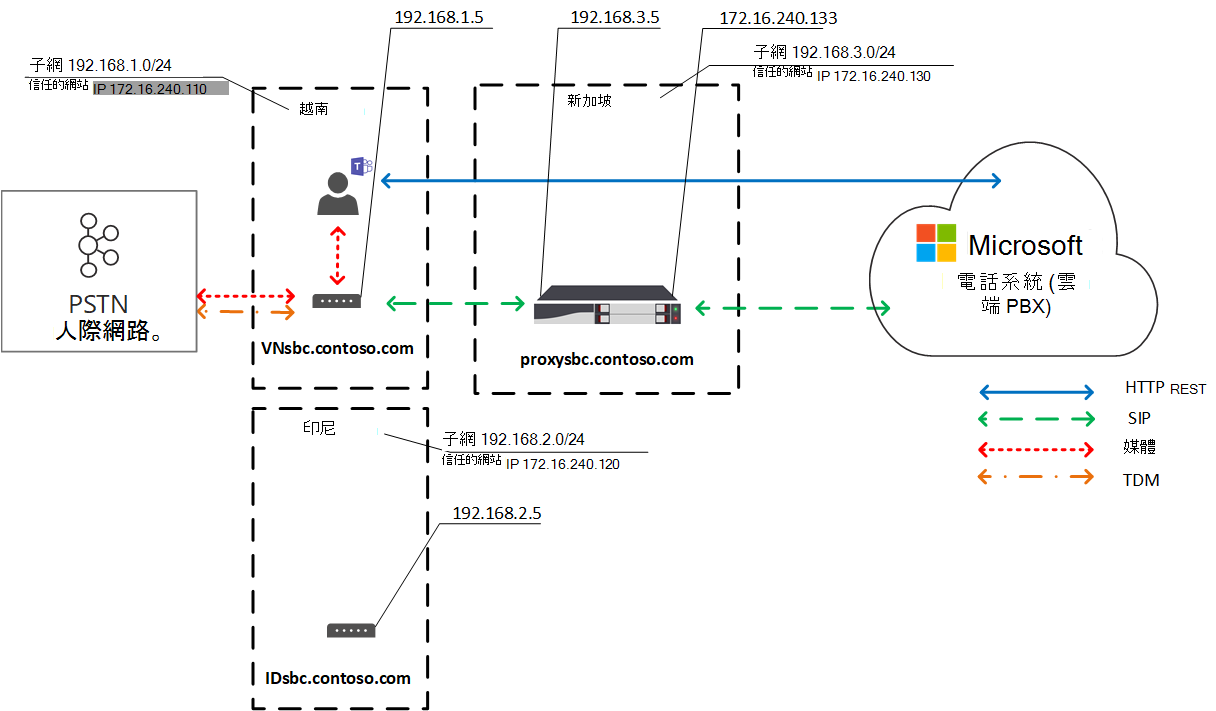 192.168.1.5
192.168.3.5
172.16.240.133
子網 192.168.1.0/24
信任的網站 IP 172.16.240.110
子網 192.168.3.0/24
信任的網站 IP 172.16.240.130
越南
新加坡
T
Microsoft
電話系統 (雲
端 PBX)
PSTN
人際網路。
VNsbc.contoso.com
proxysbc.contoso.com
HTTP REST
SIP
媒體
TDM
印尼
子網 192.168.2.0/24
信任的網站 IP 172.16.240.120
192.168.2.5
IDsbc.contoso.com